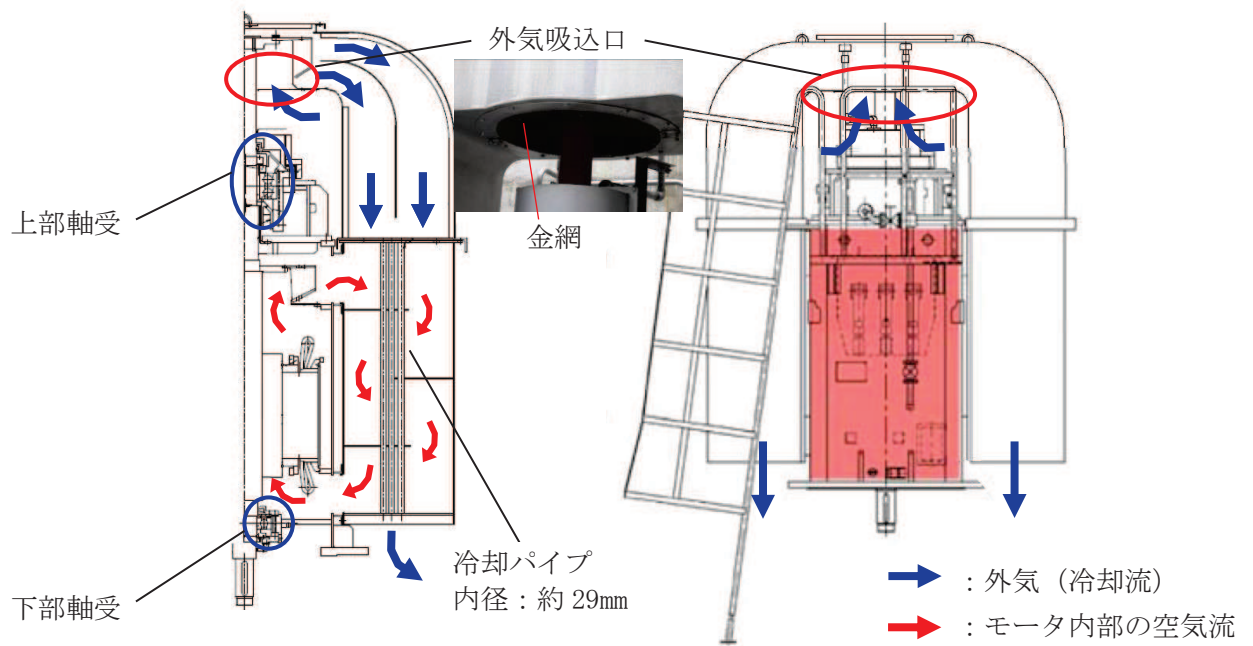 外気吸込口
上部軸受
金網
冷却パイプ
内径：約 29mm
下部軸受
：外気（冷却流）
：モータ内部の空気流